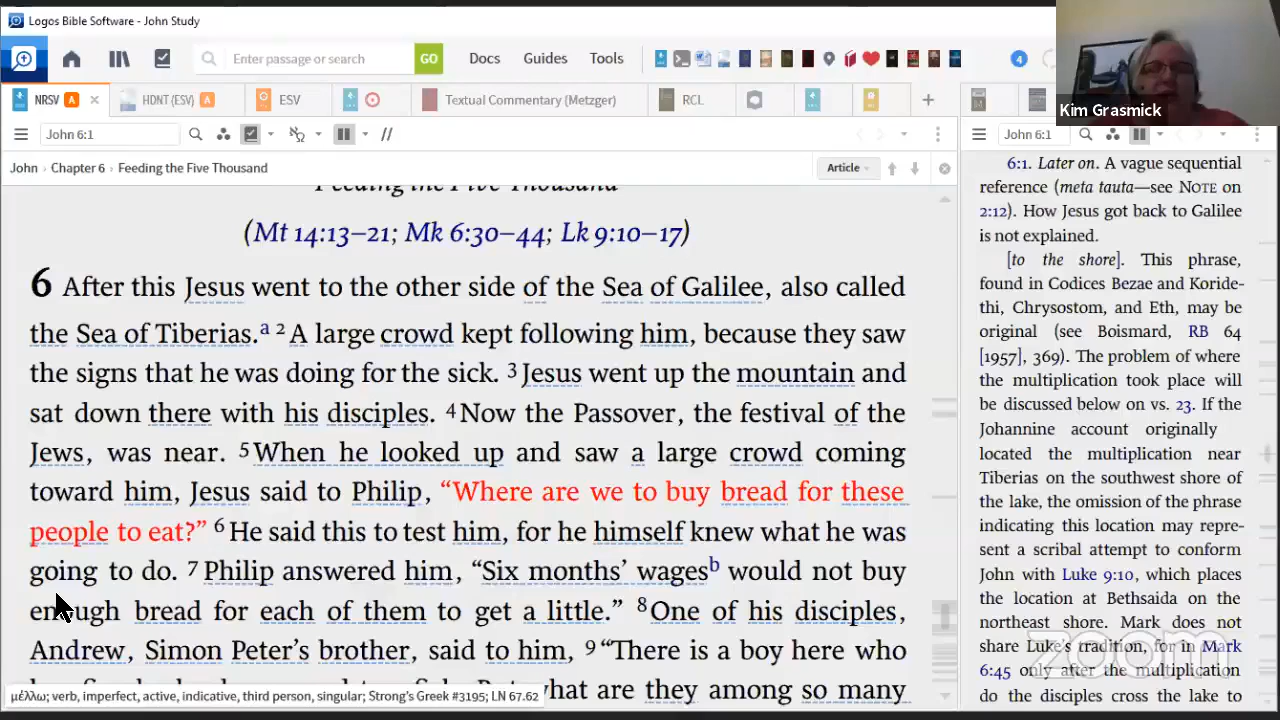 Logos Bible Software - John Study
Enter passage or search GO Docs Guides Tools 4
Kim Grasmick
NRSV A HDNT (ESV) A ESV Textual Commentary (Metzger) RCL
John 6:1
John › Chapter 6 › Feeding the Five Thousand Article
Feeding the Five Thousand
(Mt 14:13–21; Mk 6:30–44; Lk 9:10–17)
6 After this Jesus went to the other side of the Sea of Galilee, also called
the Sea of Tiberias.a 2 A large crowd kept following him, because they saw
the signs that he was doing for the sick. 3 Jesus went up the mountain and
sat down there with his disciples. 4 Now the Passover, the festival of the
Jews, was near. 5 When he looked up and saw a large crowd coming
toward him, Jesus said to Philip, “Where are we to buy bread for these
people to eat?” 6 He said this to test him, for he himself knew what he was
going to do. 7 Philip answered him, “Six months’ wagesb would not buy
enough bread for each of them to get a little.” 8 One of his disciples,
Andrew, Simon Peter’s brother, said to him, 9 “There is a boy here who
what are they among so many
μέλλω; verb, imperfect, active, indicative, third person, singular; Strong’s Greek #3195; LN 67.62
John 6:1
6:1. Later on. A vague sequential
reference (meta tauta—see NOTE on
2:12). How Jesus got back to Galilee
is not explained.
[to the shore]. This phrase,
found in Codices Bezae and Koride-
thi, Chrysostom, and Eth, may be
original (see Boismard, RB 64
[1957], 369). The problem of where
the multiplication took place will
be discussed below on vs. 23. If the
Johannine account originally
located the multiplication near
Tiberias on the southwest shore of
the lake, the omission of the phrase
indicating this location may repre-
sent a scribal attempt to conform
John with Luke 9:10, which places
the location at Bethsaida on the
northeast shore. Mark does not
share Luke’s tradition, for in Mark
6:45 only after the multiplication
do the disciples cross the lake to
zoom